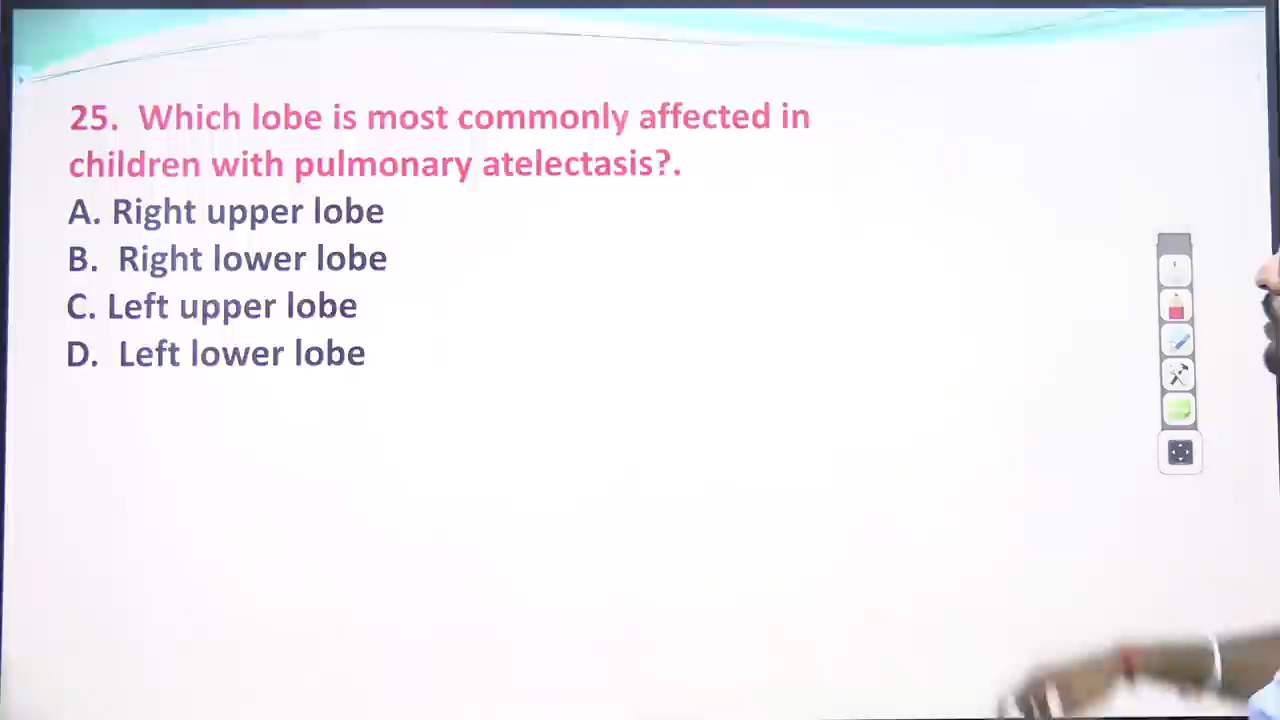 25.  Which lobe is most commonly affected in
children with pulmonary atelectasis?.
A. Right upper lobe
B.  Right lower lobe
C. Left upper lobe
D.  Left lower lobe